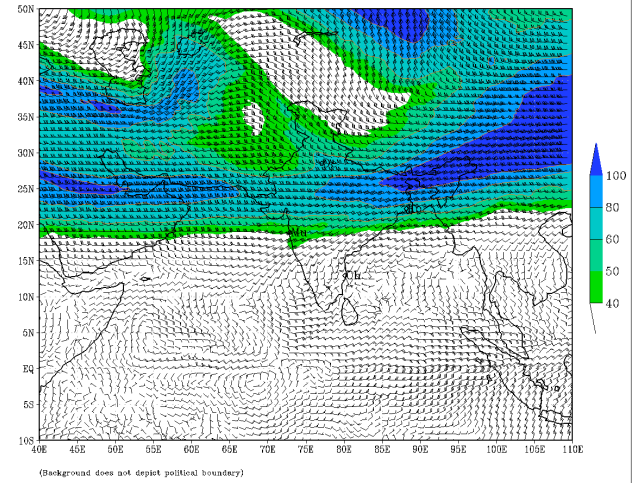 50N
45N
40N
35N
30N
25N
20N
15N
10N
5N
EQ
5S
10S
40E 45E 50E 55E 60E 65E 70E 75E 80E 85E 90E 95E 100E 105E 110E
100
80
60
50
40
Mu
Ch
(Background does not depict political boundary)